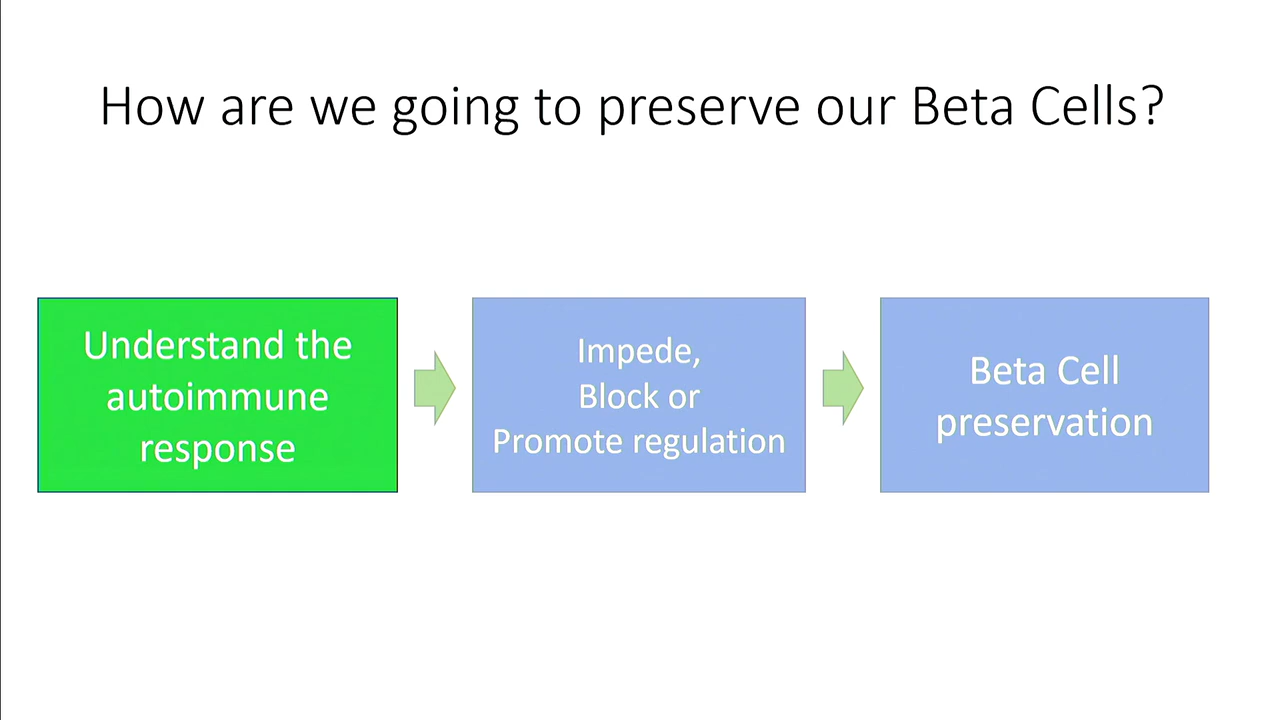 How are we going to preserve our Beta Cells?
Understand the
autoimmune
response
Impede,
Block or
Promote regulation
Beta Cell
preservation